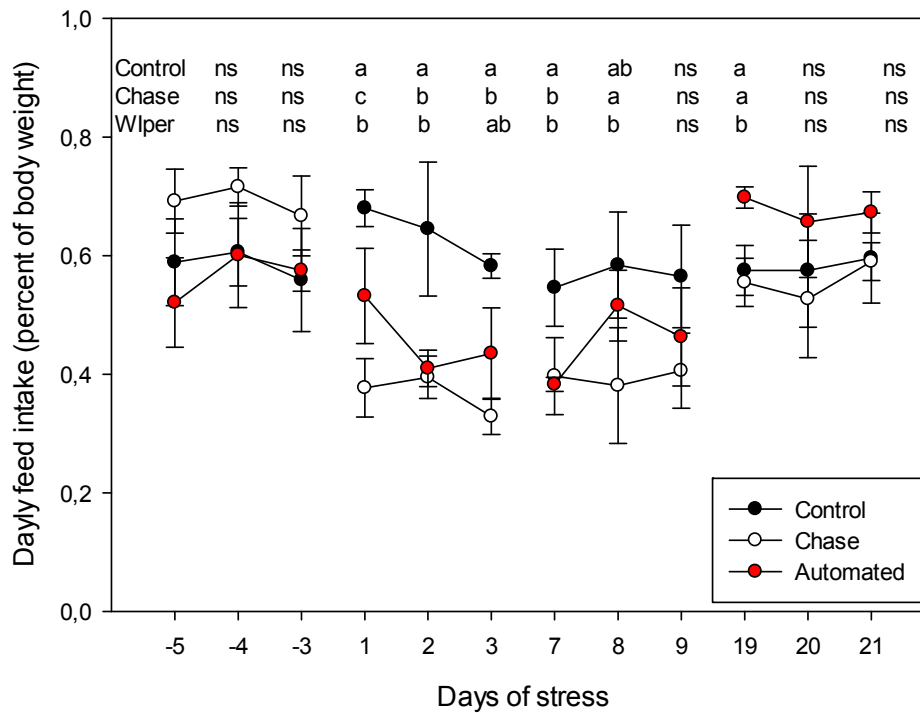 1,0
Control ns ns a a a a ab ns a ns ns
Chase ns ns c b b b a ns a ns ns
WIper ns ns b b ab b b ns b ns ns
0,8
0,6
0,4
0,2
0,0
Dayly feed intake (percent of body weight)
Control
Chase
Automated
-5 -4 -3 1 2 3 7 8 9 19 20 21
Days of stress